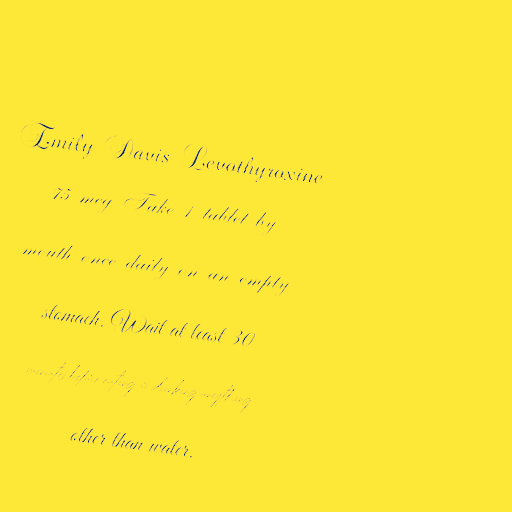 Emily Davis Levothyroxine
75 mcg Take 1 tablet by
mouth once daily on an empty
stomach. Wait at least 30
minutes before eating or drinking anything
other than water.